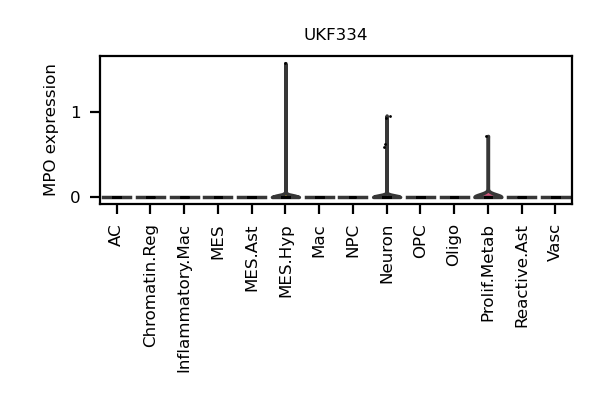 UKF334
MPO expression
1
0
AC
Chromatin.Reg
Inflammatory.Mac
MES
MES.Ast
MES.Hyp
Mac
NPC
Neuron
OPC
Oligo
Prolif.Metab
Reactive.Ast
Vasc